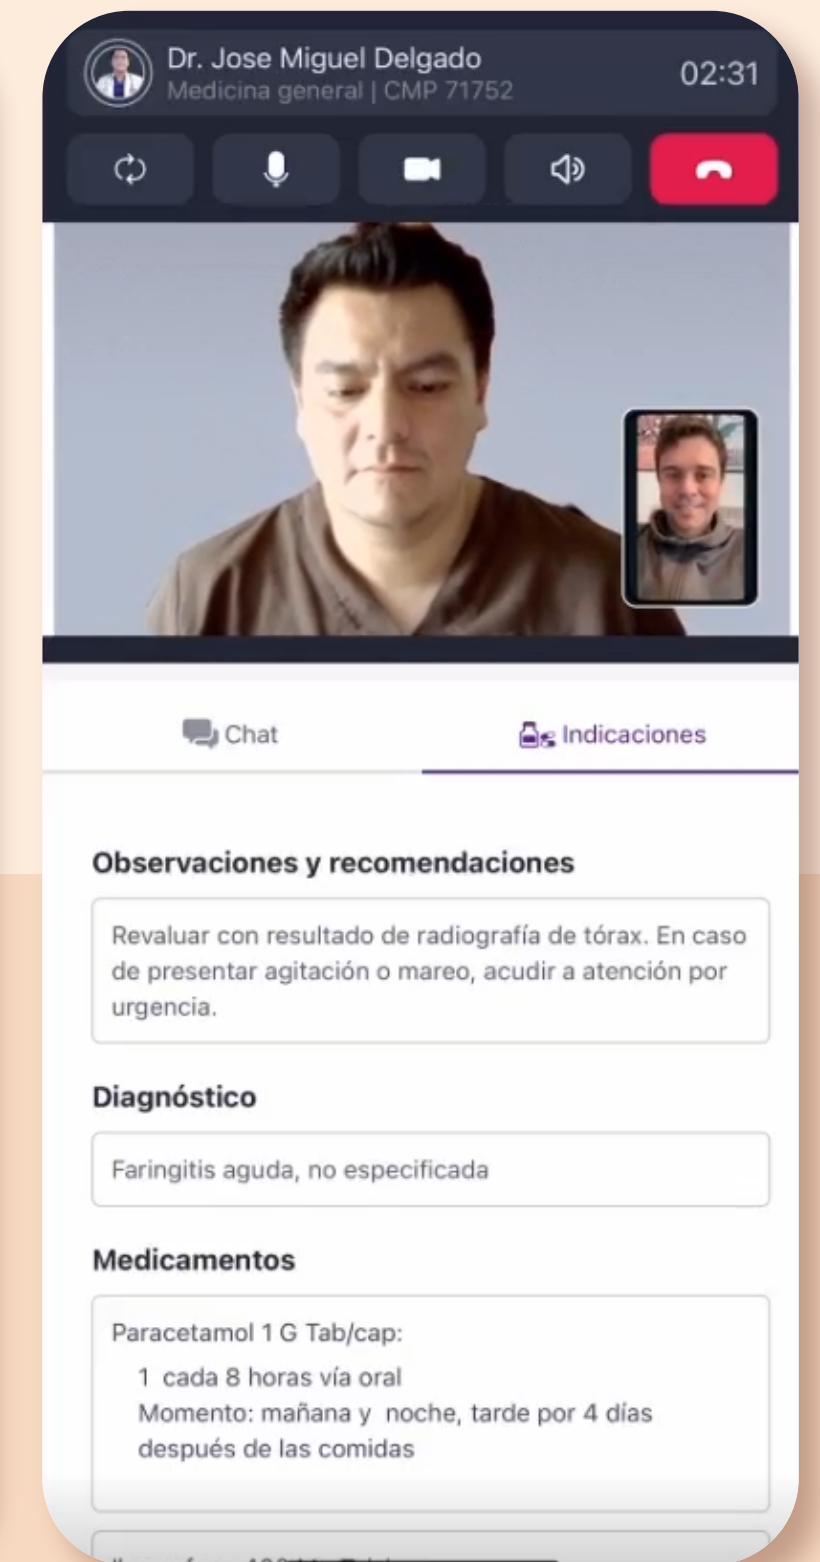 Dr. Jose Miguel Delgado
Medicina general | CMP 71752
02:31
Chat
Indicaciones
Observaciones y recomendaciones
Revaluar con resultado de radiografía de tórax. En caso
de presentar agitación o mareo, acudir a atención por
urgencia.
Diagnóstico
Faringitis aguda, no especificada
Medicamentos
Paracetamol 1 G Tab/cap:
1 cada 8 horas vía oral
Momento: mañana y noche, tarde por 4 días
después de las comidas